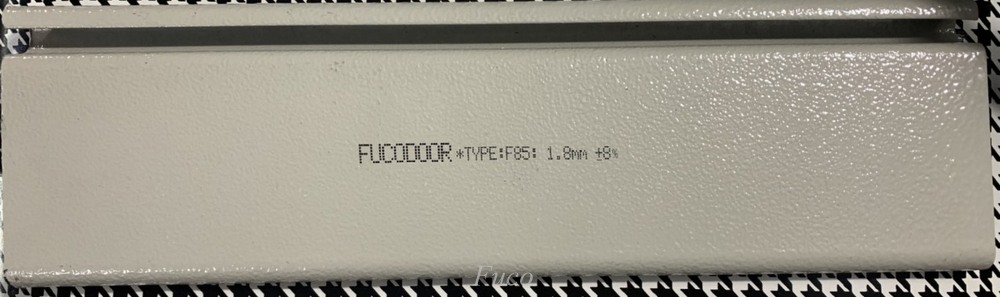 FUCODOOR *TYPE:F85: 1.8mm ±8%
Fuco